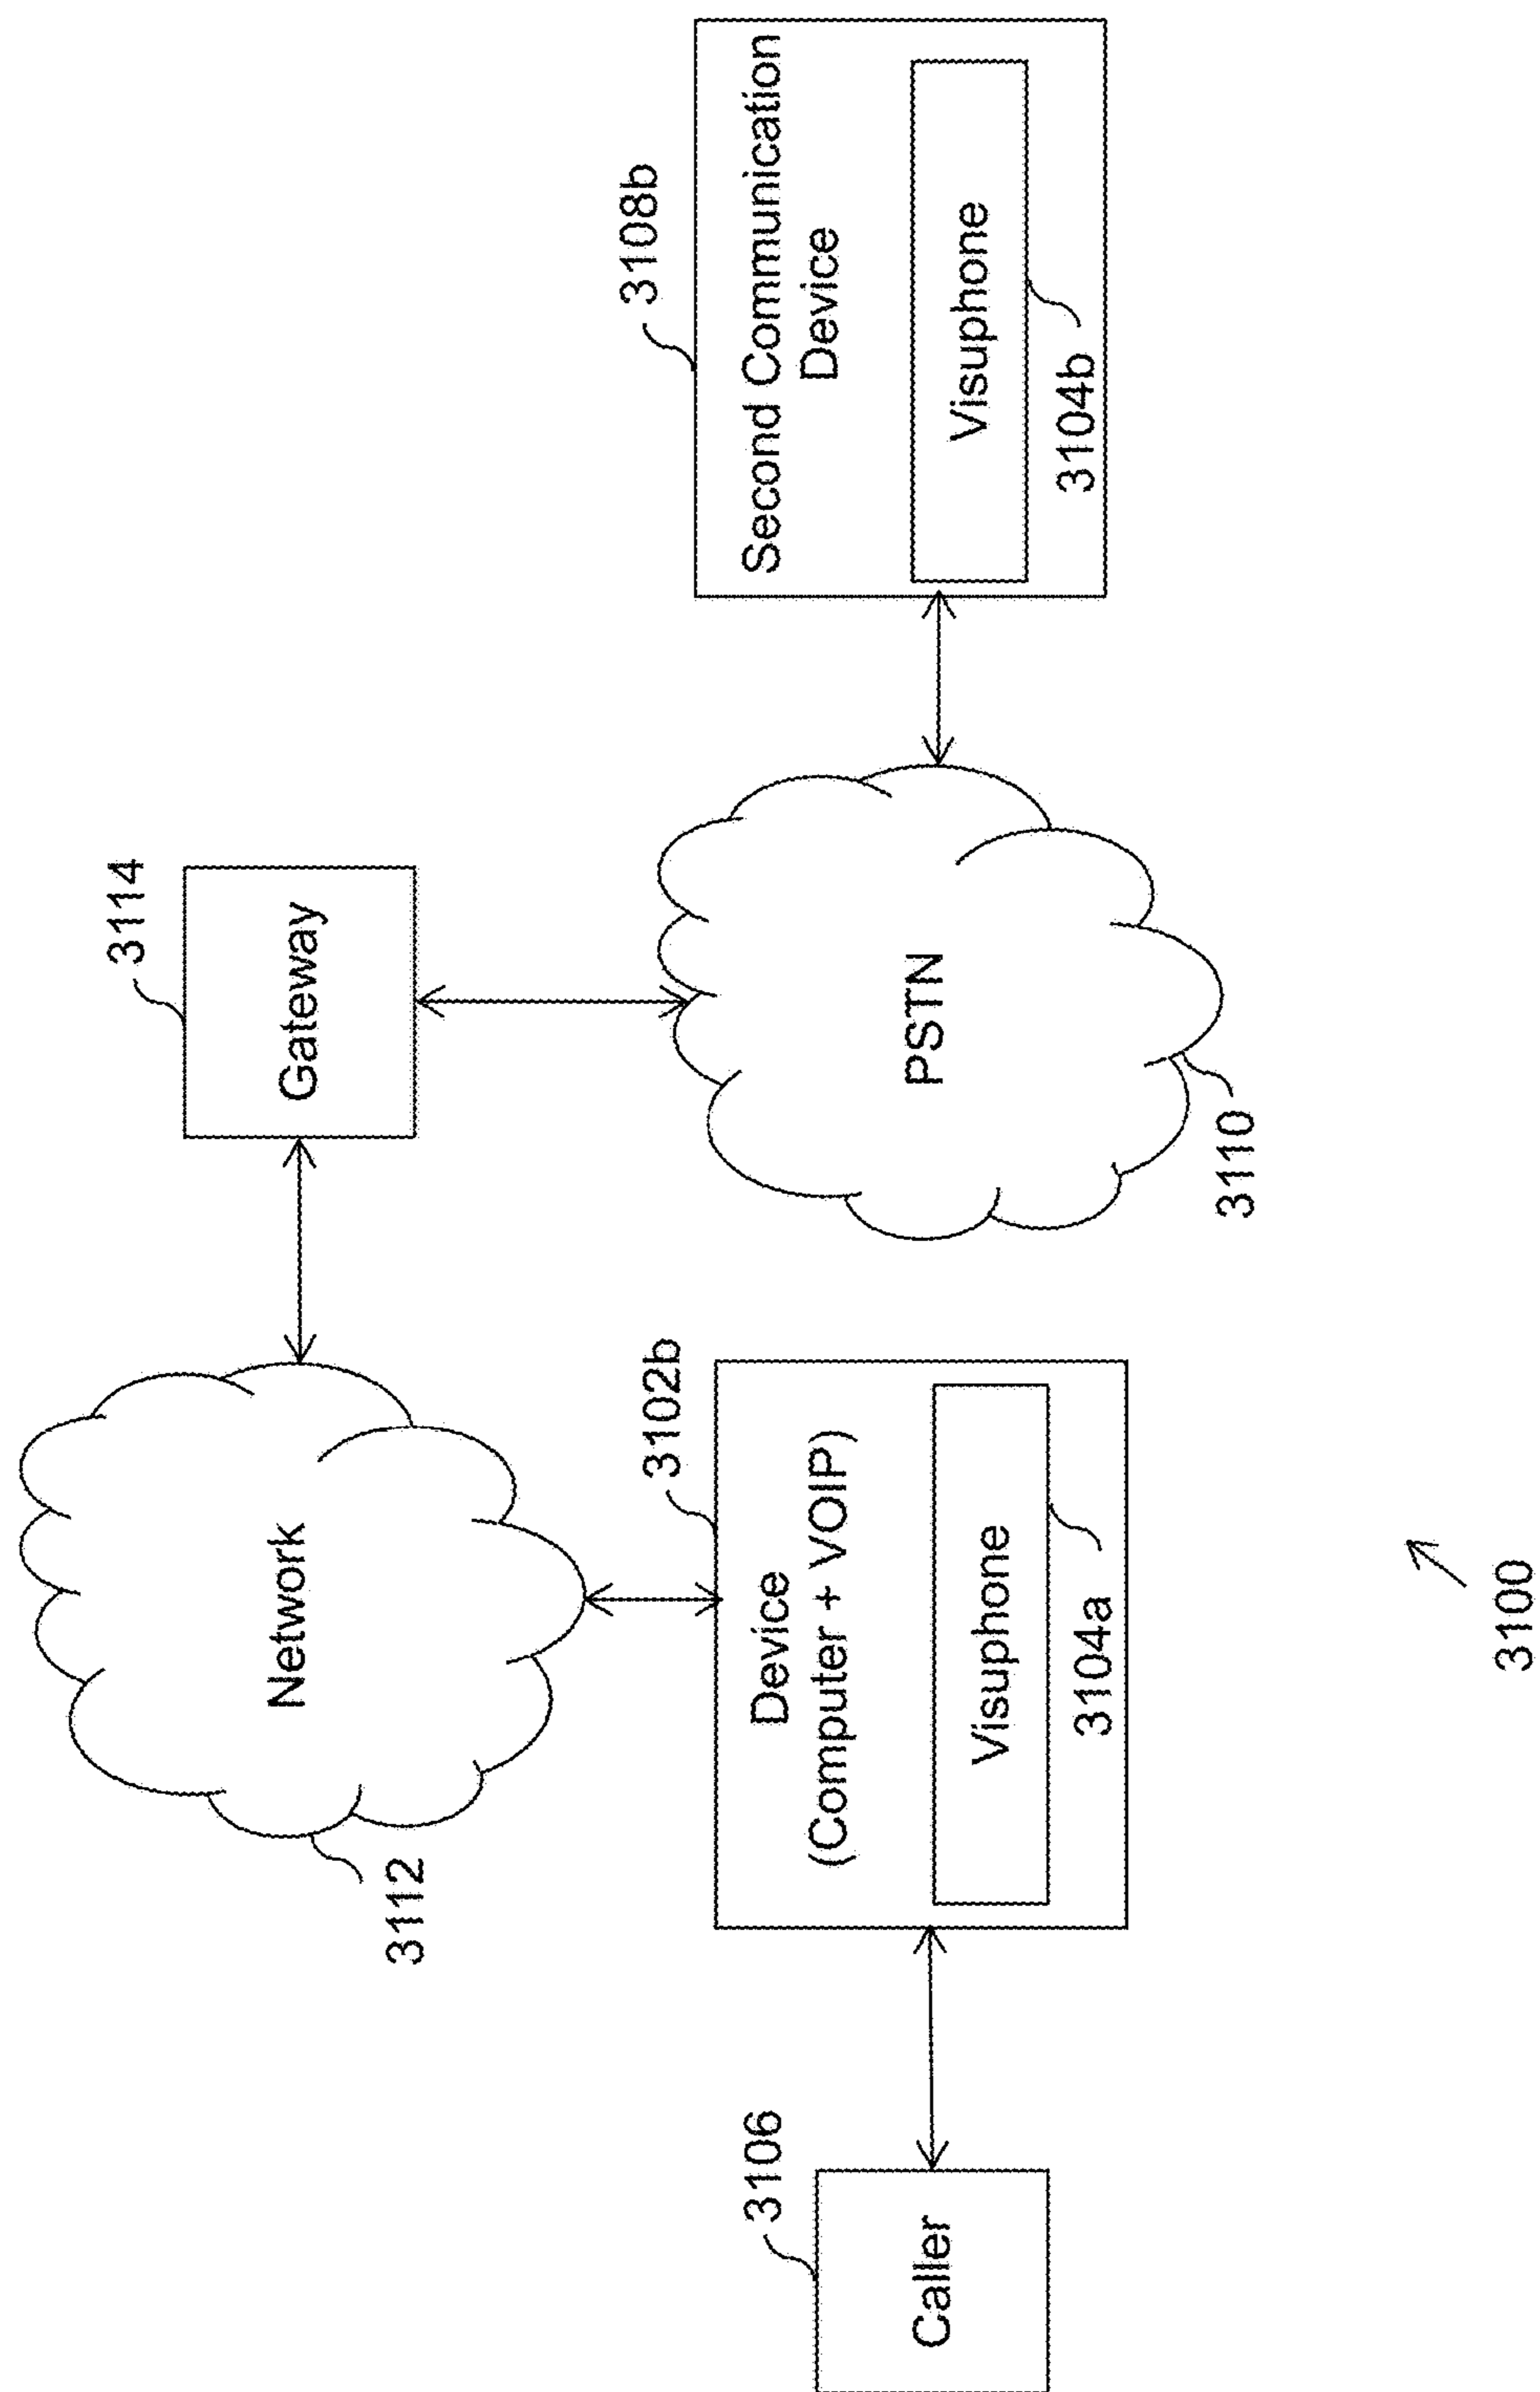 3114
Gateway
Network
3112
3102b
Device
(Computer + VOIP)
Visuphone
3104a
3106
Caller
PSTN
3110
3108b
Second Communication
Device
Visuphone
3104b
3100